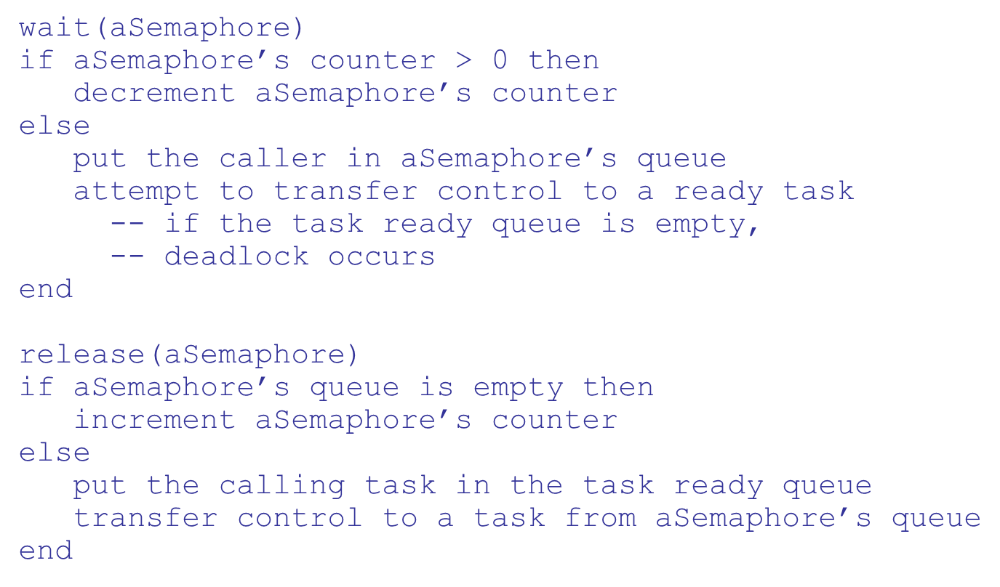 wait(aSemaphore)
if aSemaphore’s counter > 0 then
   decrement aSemaphore’s counter
else
   put the caller in aSemaphore’s queue
   attempt to transfer control to a ready task
     -- if the task ready queue is empty,
     -- deadlock occurs
end

release(aSemaphore)
if aSemaphore’s queue is empty then
   increment aSemaphore’s counter
else
   put the calling task in the task ready queue
   transfer control to a task from aSemaphore’s queue
end